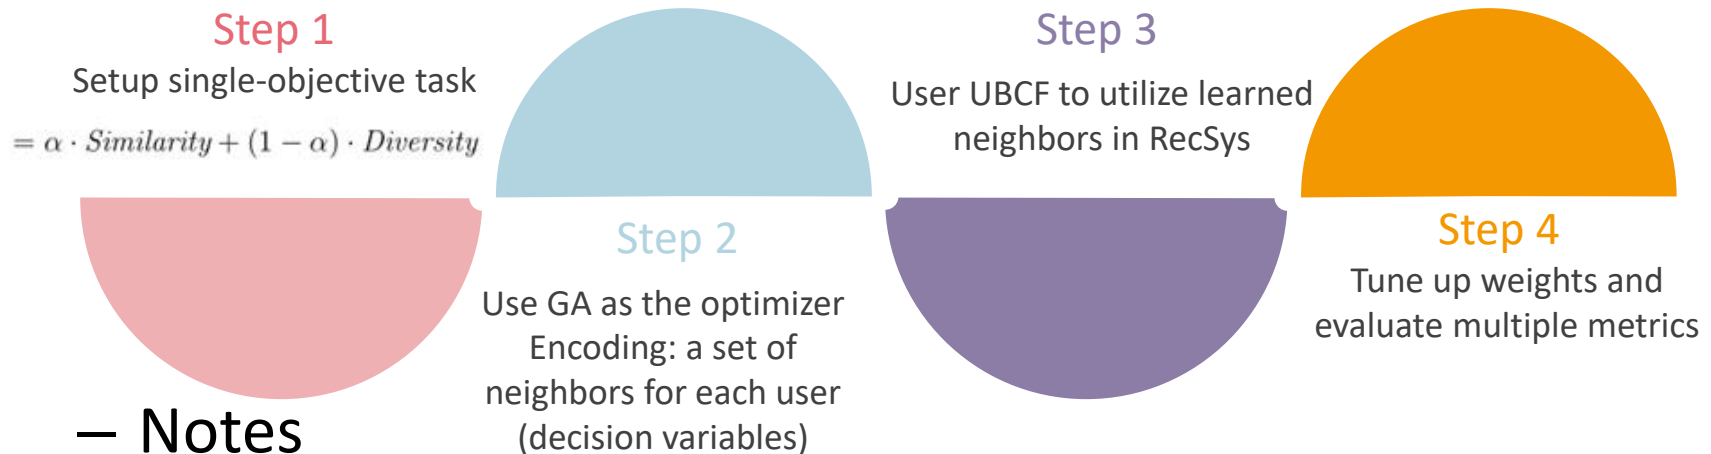 Step 1
Setup single-objective task
= α · Similarity + (1 − α) · Diversity
Step 2
Use GA as the optimizer
Encoding: a set of
neighbors for each user
(decision variables)
Step 3
User UBCF to utilize learned
neighbors in RecSys
Step 4
Tune up weights and
evaluate multiple metrics
– Notes